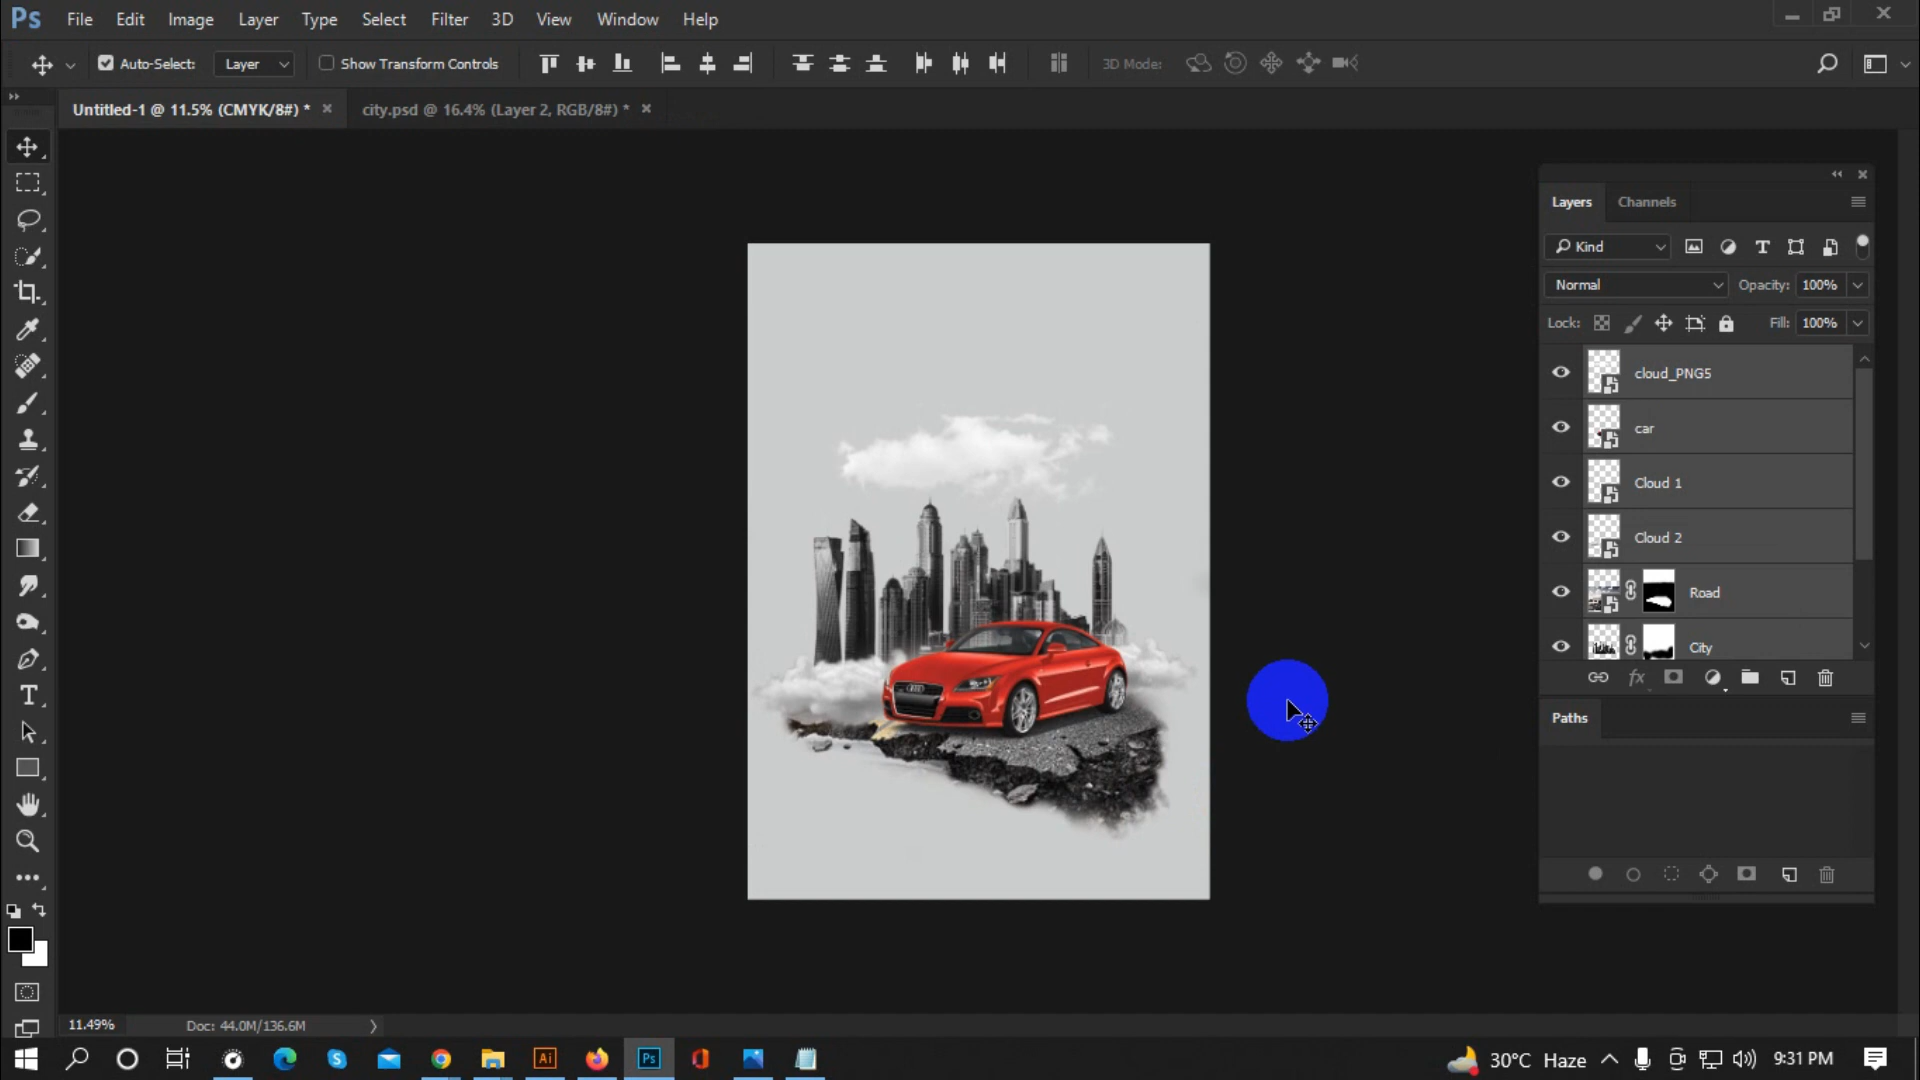 Ps File Edit Image Layer Type Select Filter 3D View Window Help
Auto-Select: Layer Show Transform Controls 3D Mode:
Untitled-1 @ 11.5% (CMYK/8#) * × city.psd @ 16.4% (Layer 2, RGB/8#) * ×
Layers Channels
Kind
Normal Opacity: 100%
Lock: Fill: 100%
cloud_PNG5
car
Cloud 1
Cloud 2
Road
City
fx
Paths
11.49% Doc: 44.0M/136.6M
Ai Ps 30°C Haze 9:31 PM